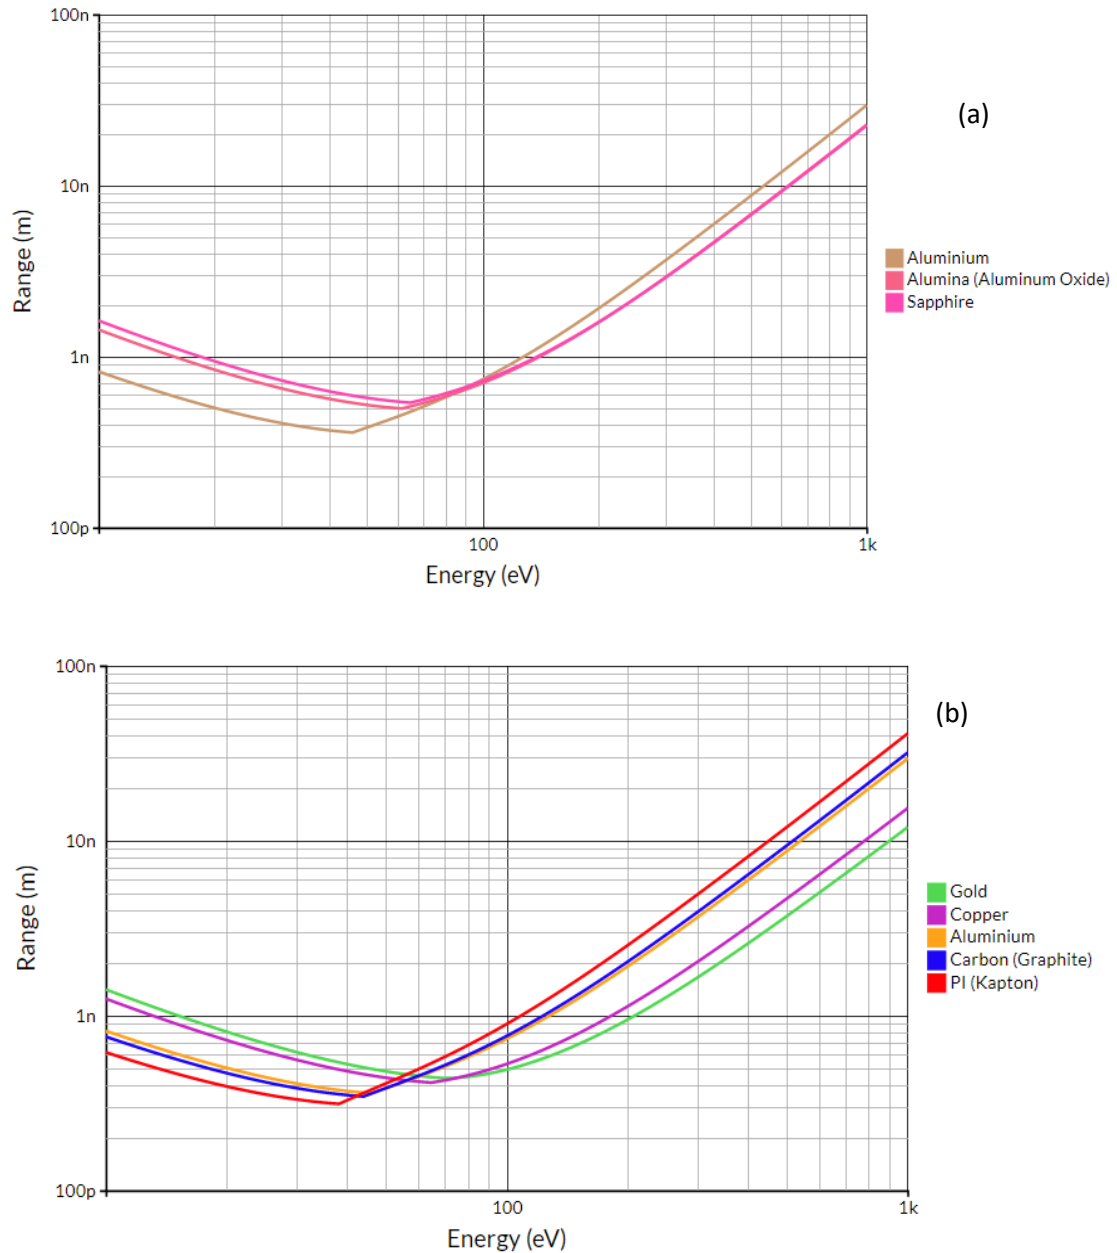 100n
(a)
10n
Range (m)
Aluminium
Alumina (Aluminum Oxide)
Sapphire
1n
100p
100
1k
Energy (eV)
100n
(b)
10n
Range (m)
Gold
Copper
Aluminium
Carbon (Graphite)
PI (Kapton)
1n
100p
100
1k
Energy (eV)